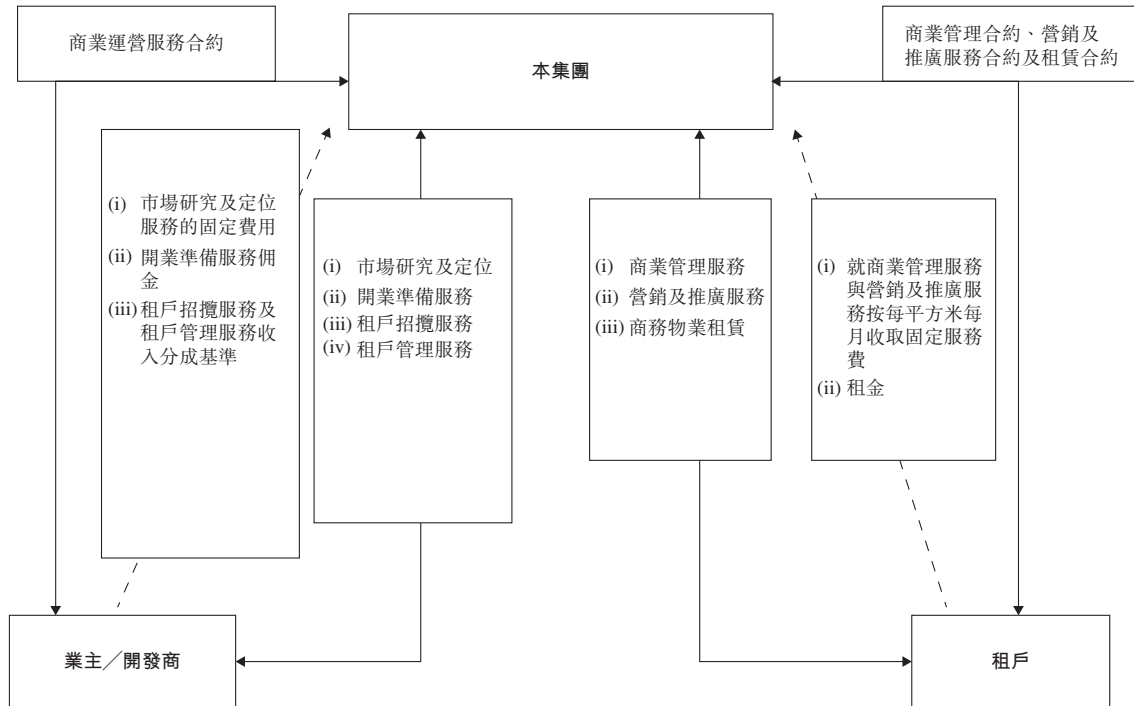 商業運營服務合約
本集團
商業管理合約、營銷及
推廣服務合約及租賃合約
(i) 市場研究及定位
服務的固定費用
(ii) 開業準備服務佣
金
(iii) 租戶招攬服務及
租戶管理服務收
入分成基準
(i) 市場研究及定位
(ii) 開業準備服務
(iii) 租戶招攬服務
(iv) 租戶管理服務
(i) 商業管理服務
(ii) 營銷及推廣服務
(iii) 商務物業租賃
(i) 就商業管理服務
與營銷及推廣服
務按每平方米每
月收取固定服務
費
(ii) 租金
業主／開發商
租戶